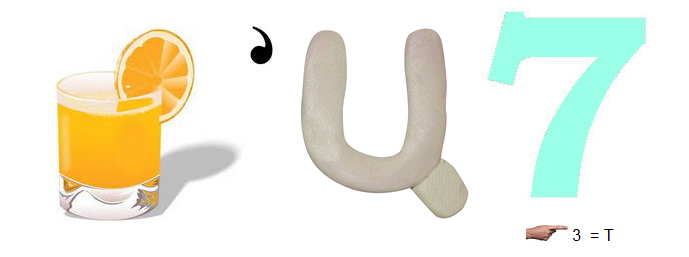 , Ц 7
3 = Т